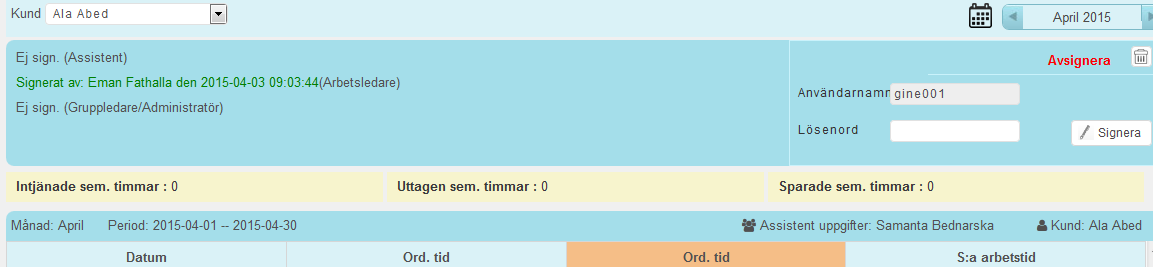 Kund Ala Abed April 2015
Ej sign. (Assistent)
Signerat av: Eman Fathalla den 2015-04-03 09:03:44(Arbetsledare)
Ej sign. (Gruppledare/Administratör)
Avsignera
Användarnamn gine001
Lösenord Signera
Intjänade sem. timmar : 0 Uttagen sem. timmar : 0 Sparade sem. timmar : 0
Månad: April Period: 2015-04-01 -- 2015-04-30 Assistent uppgifter: Samanta Bednarska Kund: Ala Abed
Datum Ord. tid Ord. tid S:a arbetstid